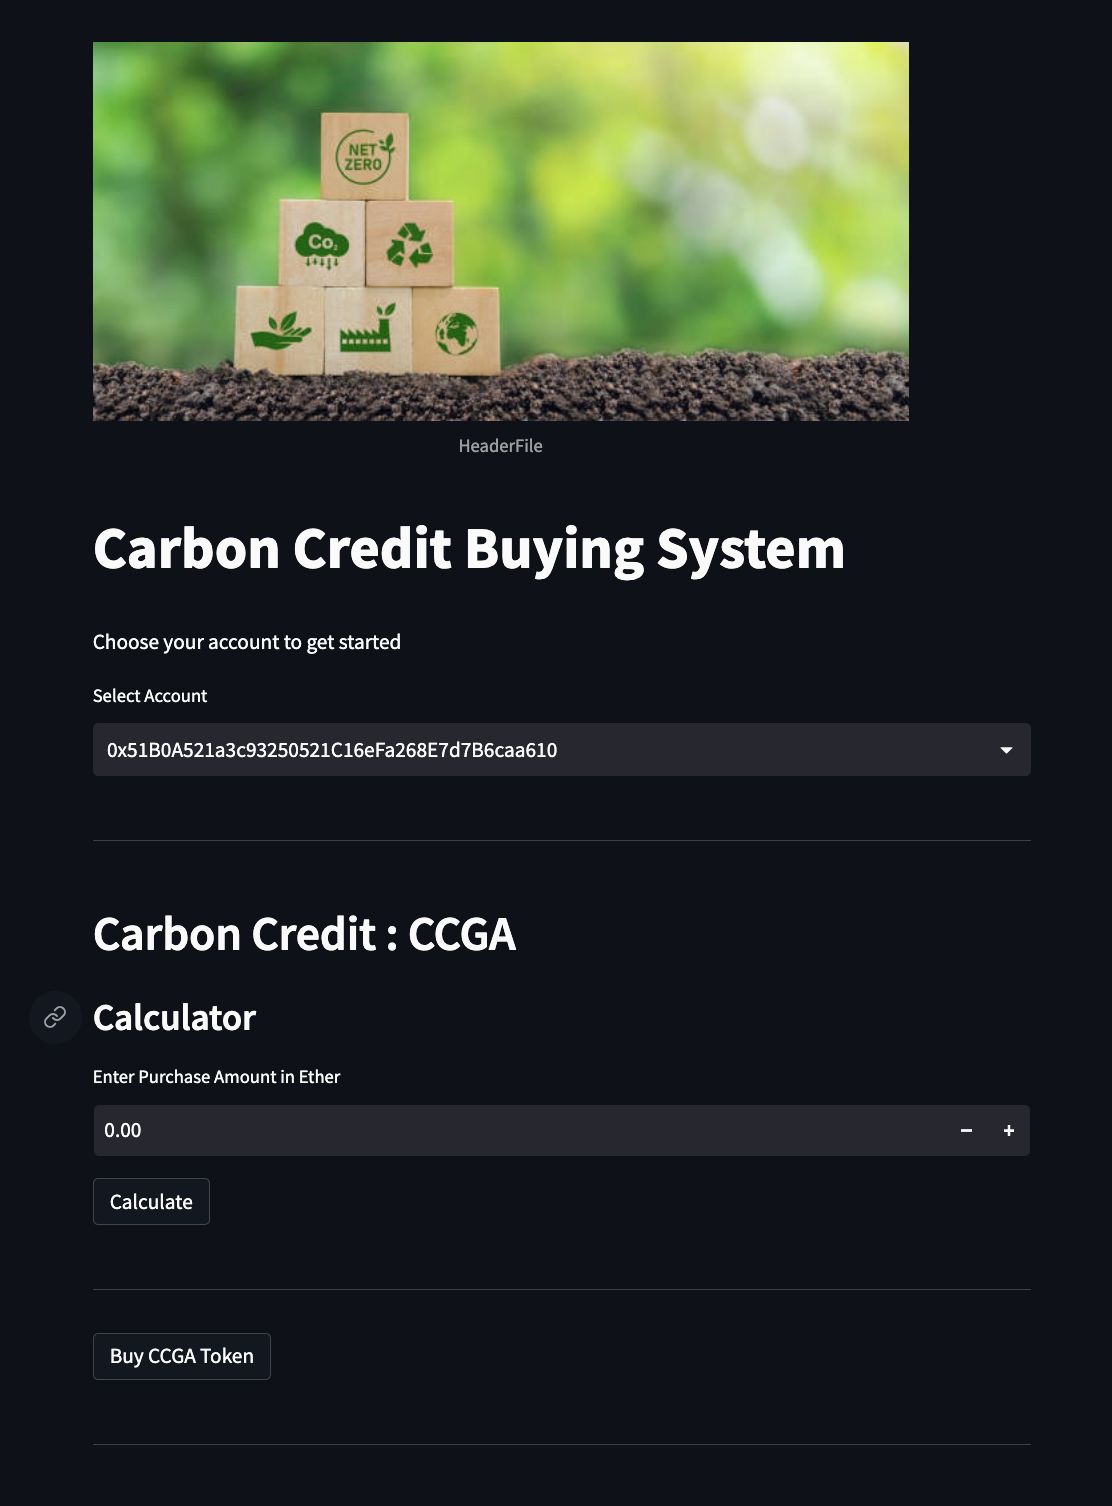 NET
ZERO
Co₂
HeaderFile
Carbon Credit Buying System
Choose your account to get started
Select Account
0x51B0A521a3c93250521C16eFa268E7d7B6caa610
Carbon Credit : CCGA
Calculator
Enter Purchase Amount in Ether
0.00
Calculate
Buy CCGA Token